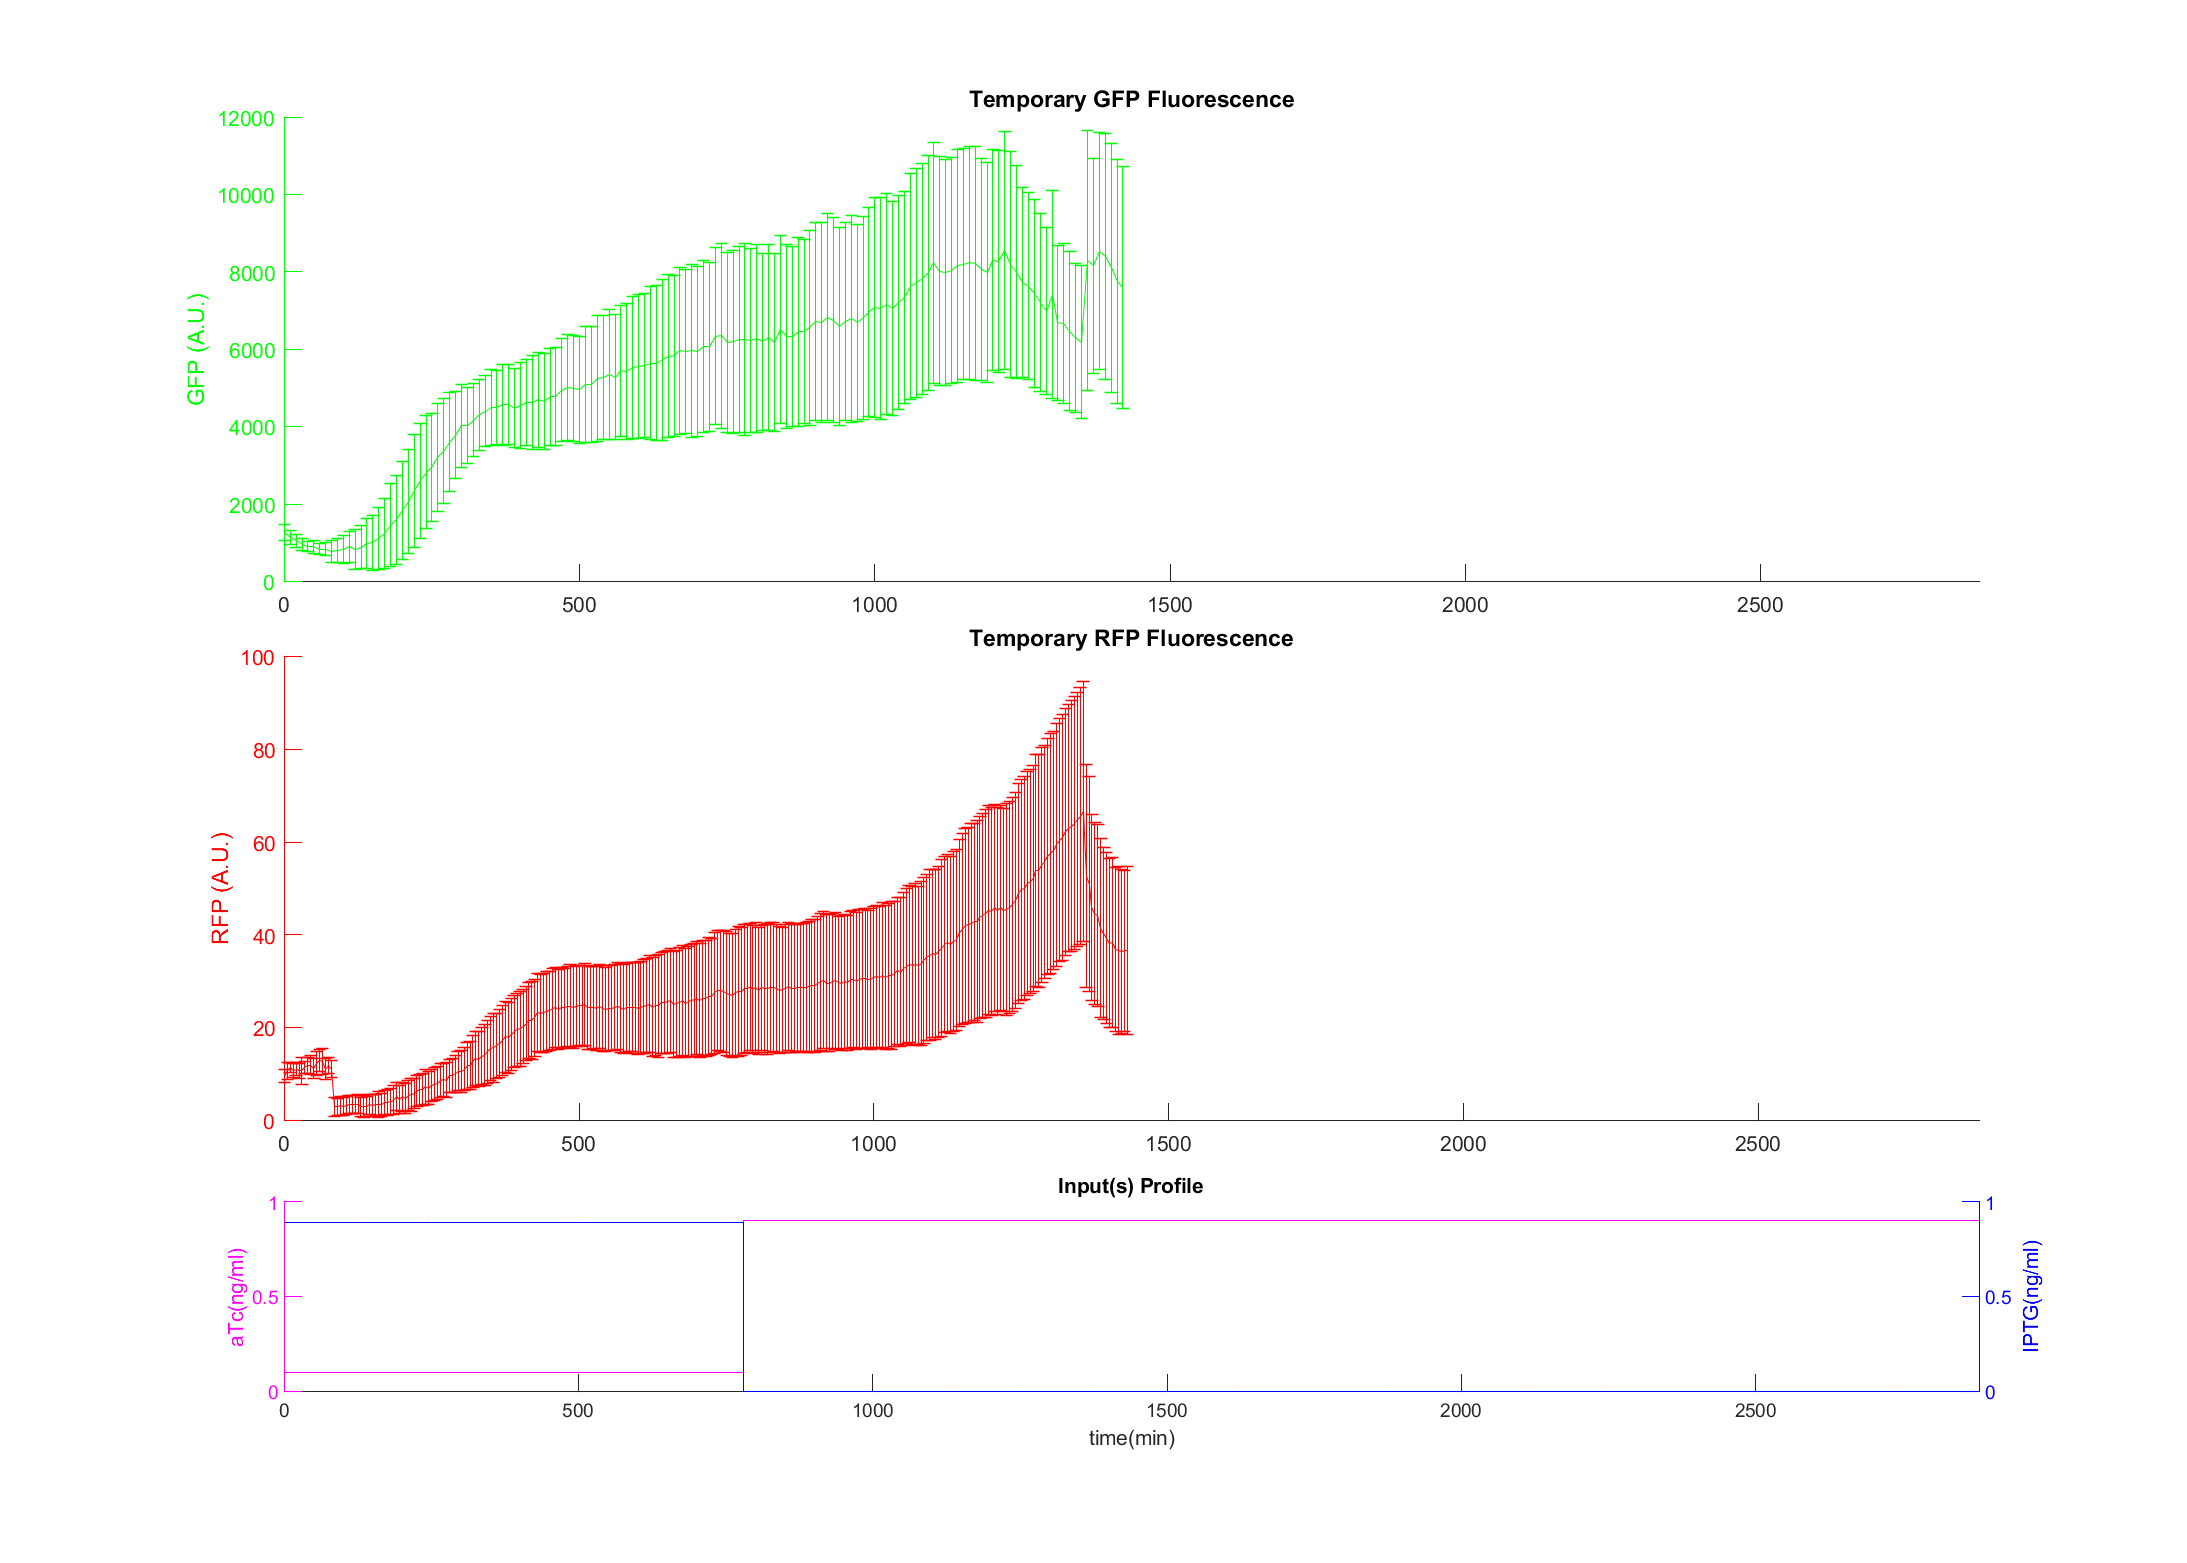 Temporary GFP Fluorescence
12000
10000
8000
6000
4000
2000
0
GFP (A.U.)
0 500 1000 1500 2000 2500
Temporary RFP Fluorescence
100
80
60
40
20
0
RFP (A.U.)
0 500 1000 1500 2000 2500
Input(s) Profile
1 1
0.5 0.5
0 0
aTc(ng/ml)
IPTG(ng/ml)
0 500 1000 1500 2000 2500
time(min)